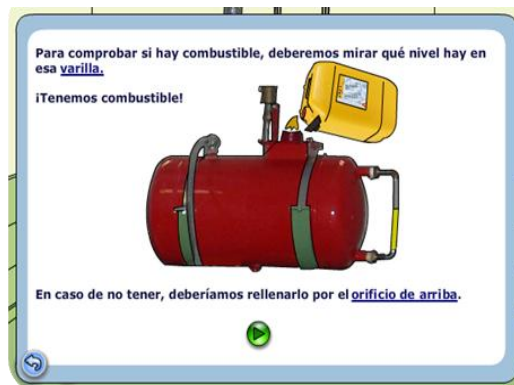 Para comprobar si hay combustible, deberemos mirar qué nivel hay en
esa varilla.
¡Tenemos combustible!
En caso de no tener, deberíamos rellenarlo por el orificio de arriba.